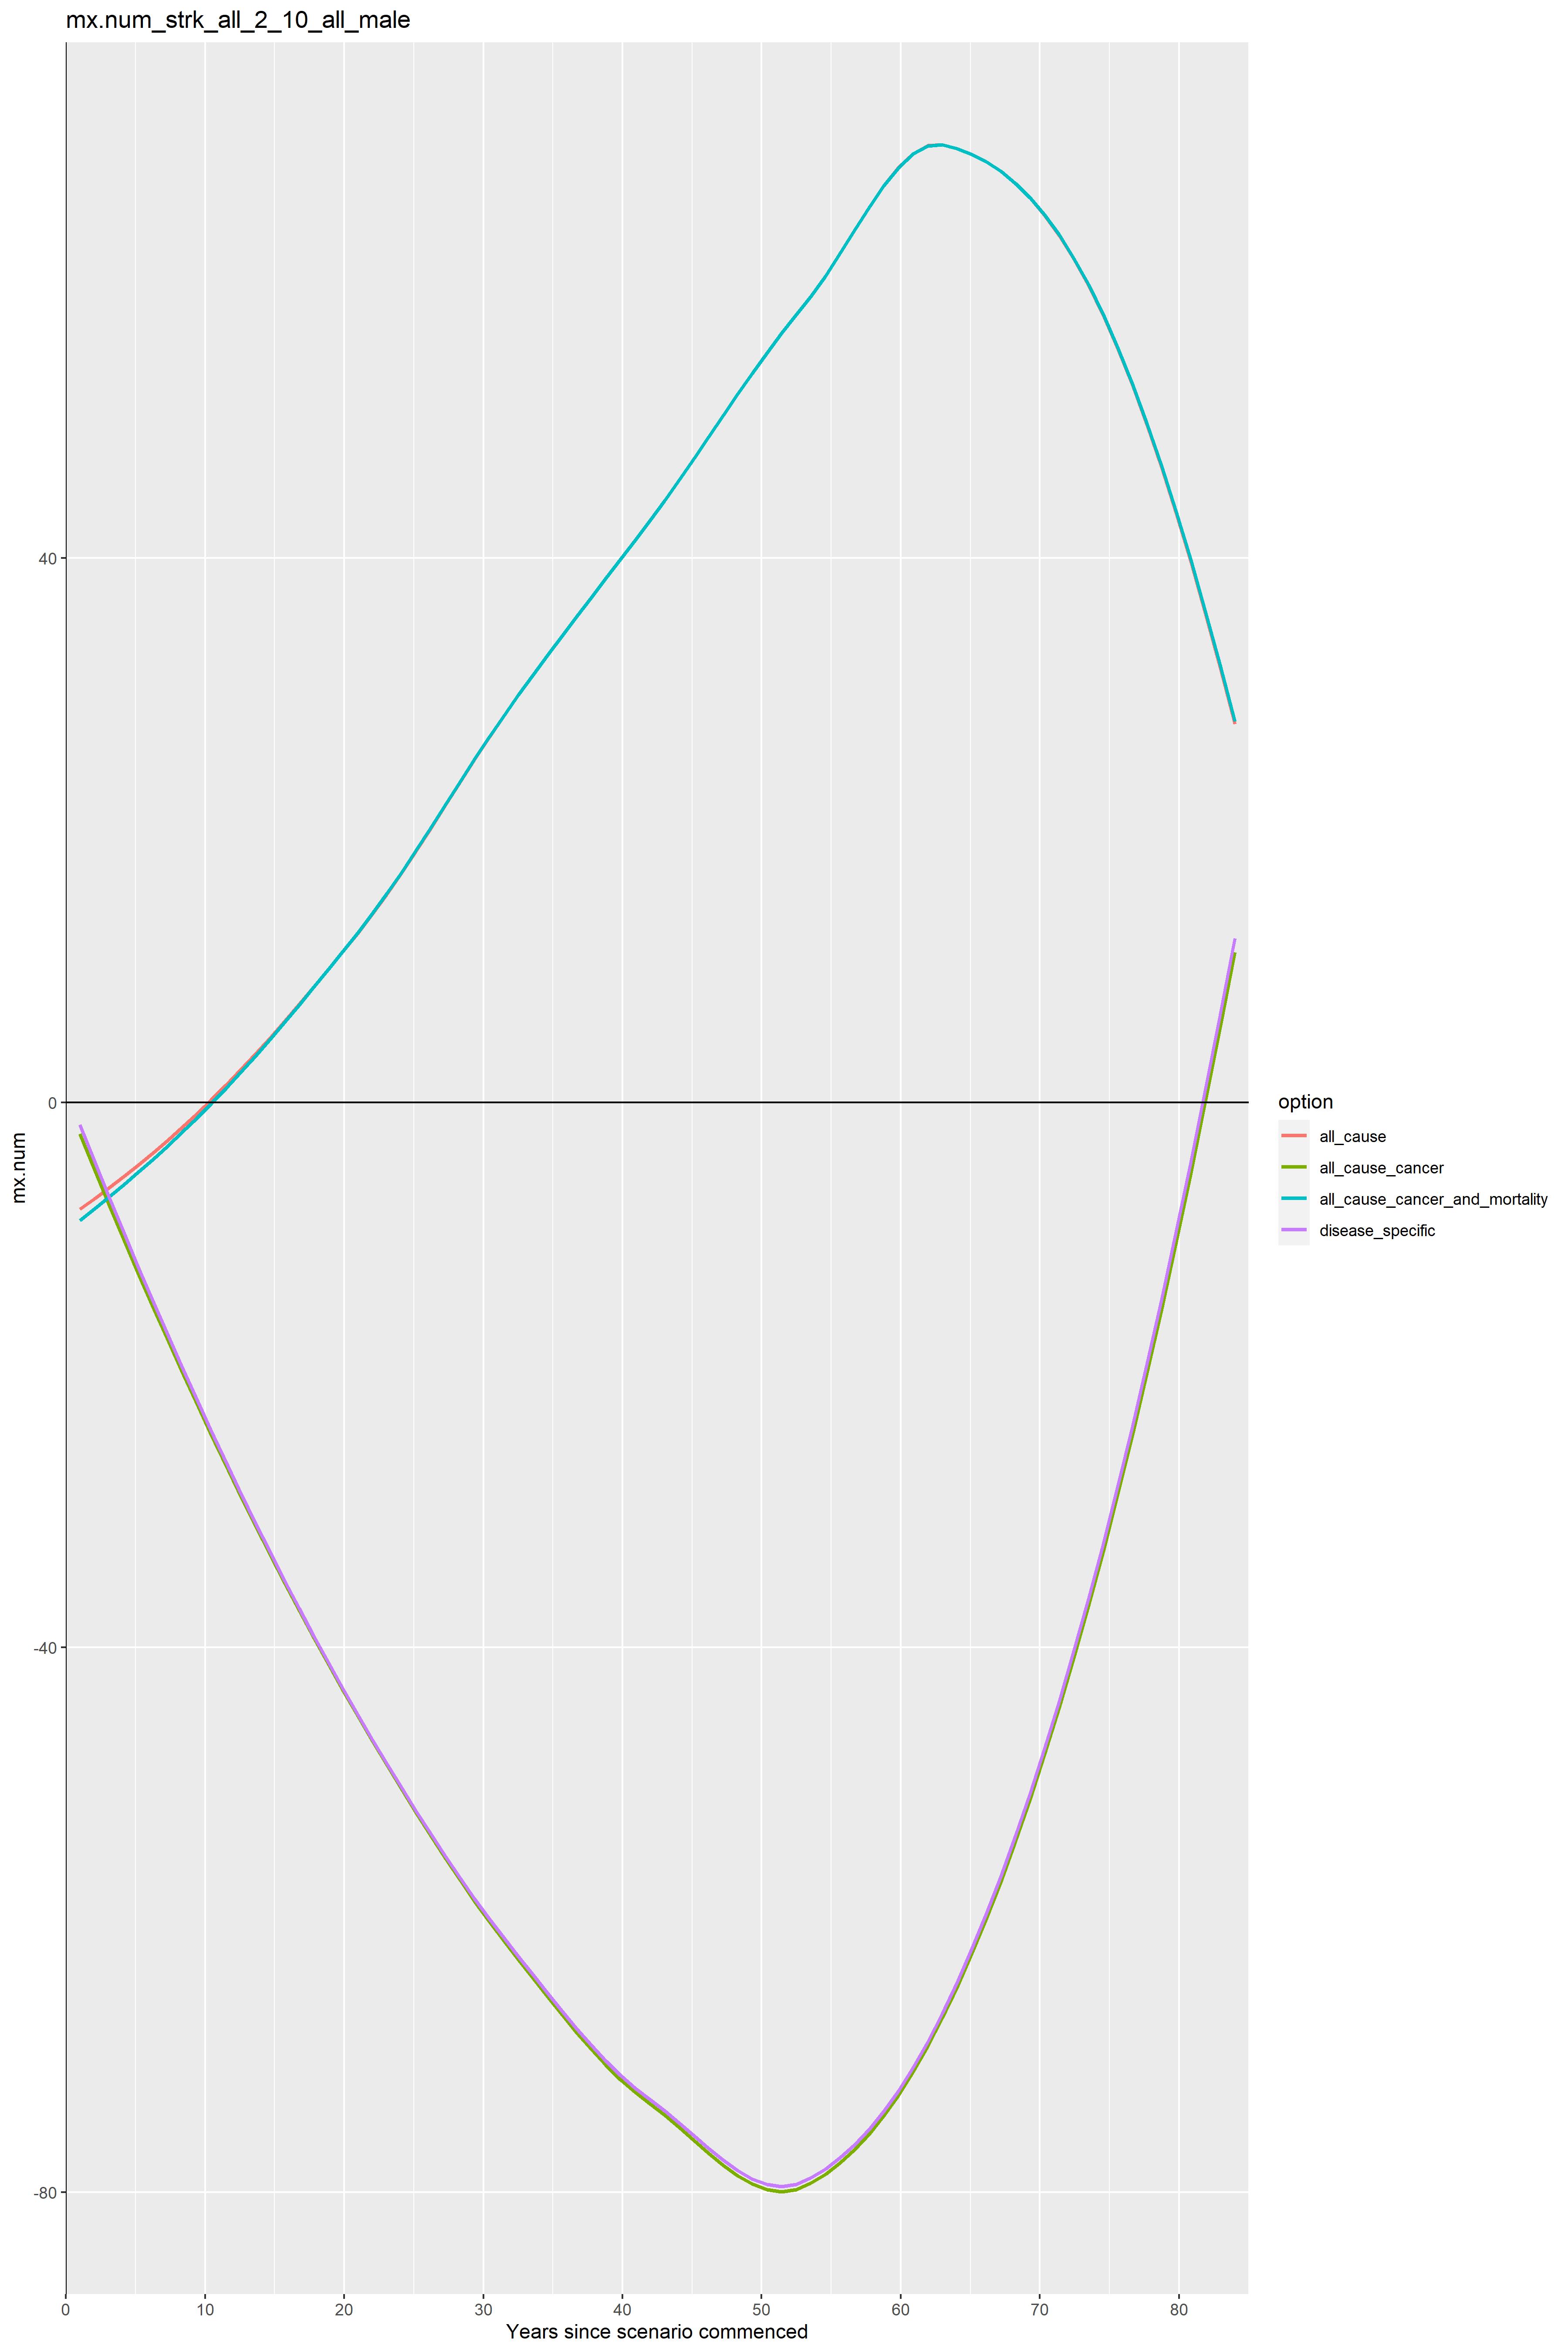 mx.num_strk_all_2_10_all_male
mx.num
40
0
-40
-80
0 10 20 30 40 50 60 70 80
Years since scenario commenced
option
all_cause
all_cause_cancer
all_cause_cancer_and_mortality
disease_specific